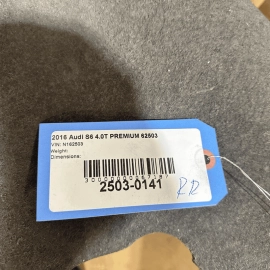 2016 Audi S6 4.0T PREMIUM 62503
VIN: N162503
Weight:
Dimensions:
2503-0141
RR